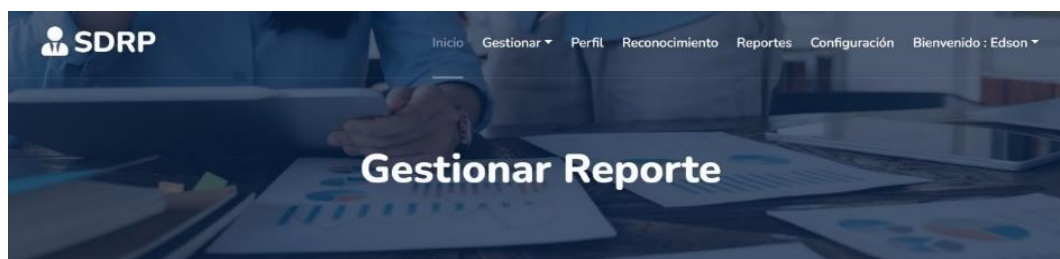 SDRP
Inicio Gestionar Perfil Reconocimiento Reportes Configuración Bienvenido : Edson
Gestionar Reporte